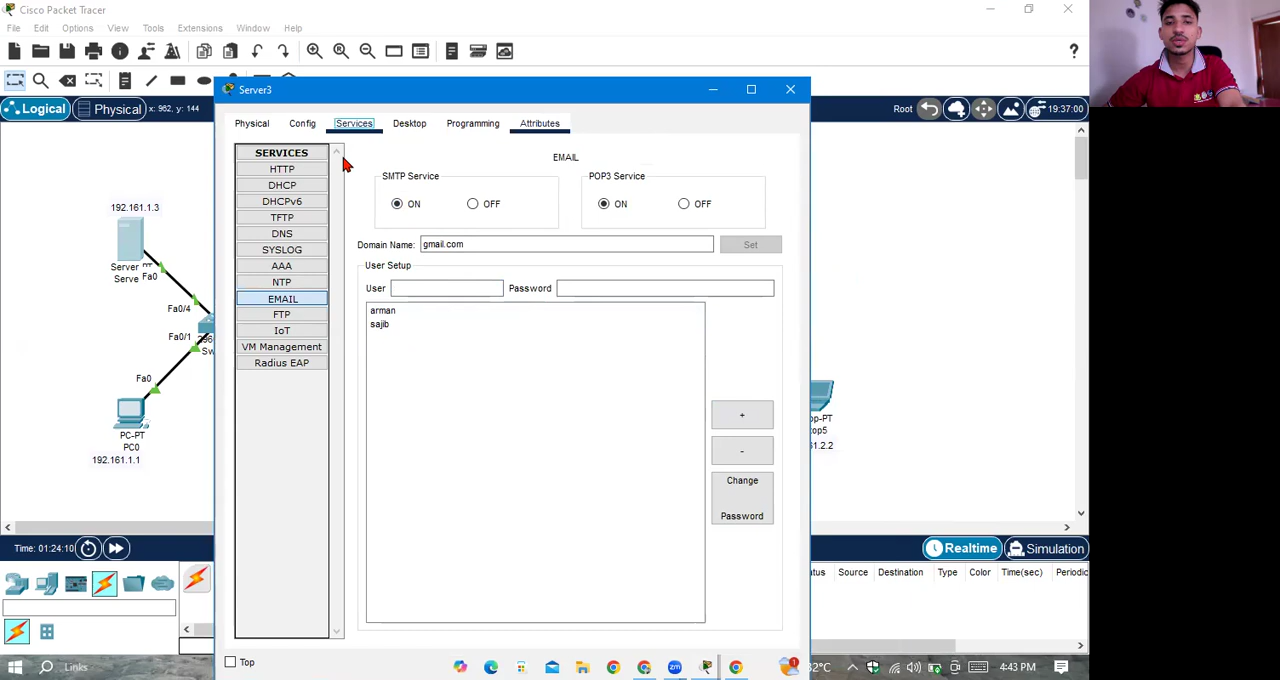 Cisco Packet Tracer
File Edit Options View Tools Extensions Window Help
Logical Physical x: 962, y: 144 Root 19:37:00
Server3
Physical Config Services Desktop Programming Attributes
SERVICES
HTTP
DHCP
DHCPv6
TFTP
DNS
SYSLOG
AAA
NTP
EMAIL
FTP
IoT
VM Management
Radius EAP
EMAIL
SMTP Service
ON OFF
POP3 Service
ON OFF
Domain Name: gmail.com Set
User Setup
User Password
arman
sajib
+
-
Change
Password
Top
192.161.1.3
Server
Serve
Fa0
Fa0/4
Fa0/1
Fa0
PC-PT
PC0
192.161.1.1
Time: 01:24:10
Realtime Simulation
Source Destination Type Color Time(sec) Periodic
Links
32°C 4:43 PM
1